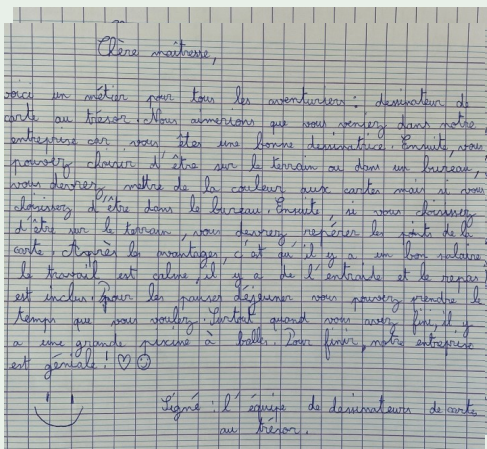 Chère maîtresse,
voici un métier pour tous les aventuriers : dessinateur de
carte au trésor. Nous aimerions que vous veniez dans notre
entreprise car vous êtes une bonne dessinatrice. Ensuite, vous
pouvez choisir d'être sur le terrain ou dans un bureau,
vous devrez mettre de la couleur aux cartes mais si vous
choisissez d'être dans le bureau. Ensuite, si vous choisissez
d'être sur le terrain, vous devrez repérer les points de la
carte. Après les avantages, c'est qu'il y a un bon salaire,
le travail est calme, il y a de l'entraide et le repas
est inclus. Pour les pauses déjeuner vous pouvez prendre le
temps que vous voulez. Surtout quand vous avez fini, il y
a une grande piscine à balles. Pour finir, notre entreprise
est géniale ! ♡☺
Signé : l'équipe de dessinateurs de carte
au trésor.